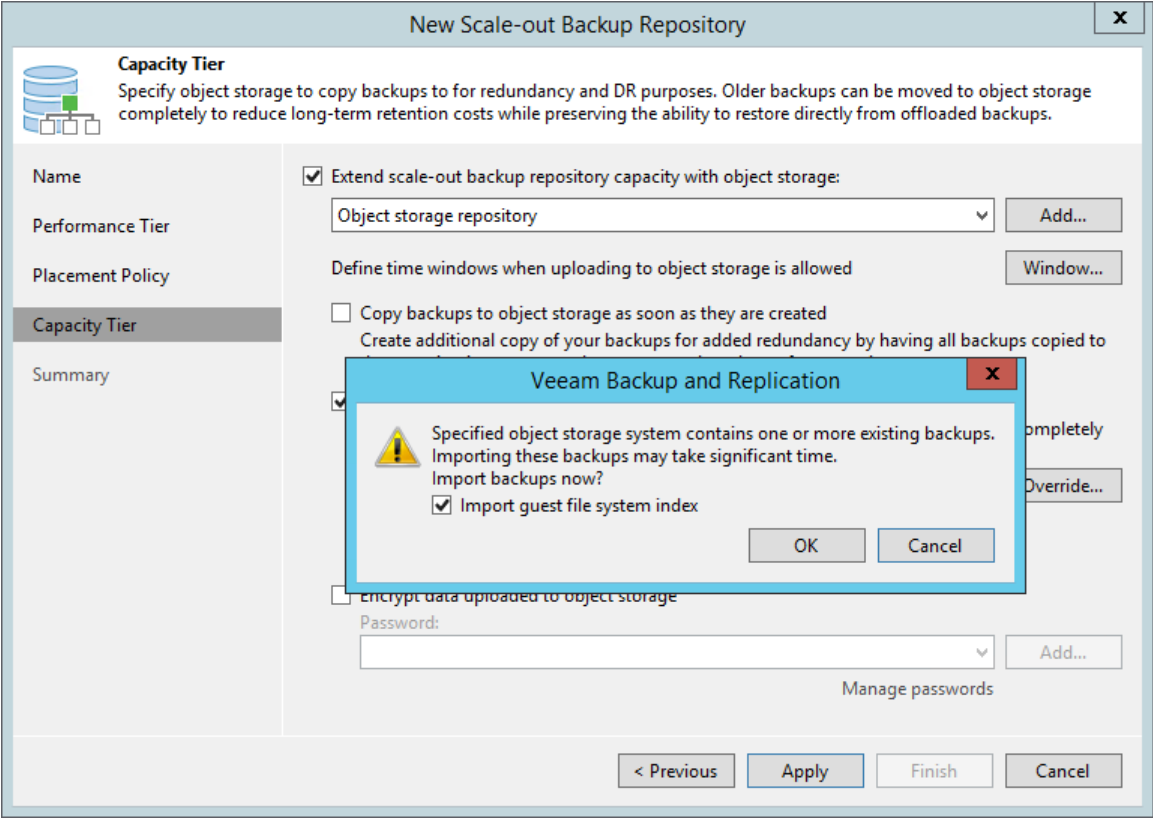 New Scale-out Backup Repository
x
Capacity Tier
Specify object storage to copy backups to for redundancy and DR purposes. Older backups can be moved to object storage
completely to reduce long-term retention costs while preserving the ability to restore directly from offloaded backups.
Name
Performance Tier
Placement Policy
Capacity Tier
Summary
Extend scale-out backup repository capacity with object storage:
Object storage repository
Add...
Define time windows when uploading to object storage is allowed
Window...
Copy backups to object storage as soon as they are created
Create additional copy of your backups for added redundancy by having all backups copied to
Veeam Backup and Replication
x
Specified object storage system contains one or more existing backups.
Importing these backups may take significant time.
Import backups now?
Import guest file system index
OK
Cancel
ompletely
Override...
Encrypt data uploaded to object storage
Password:
Add...
Manage passwords
< Previous
Apply
Finish
Cancel